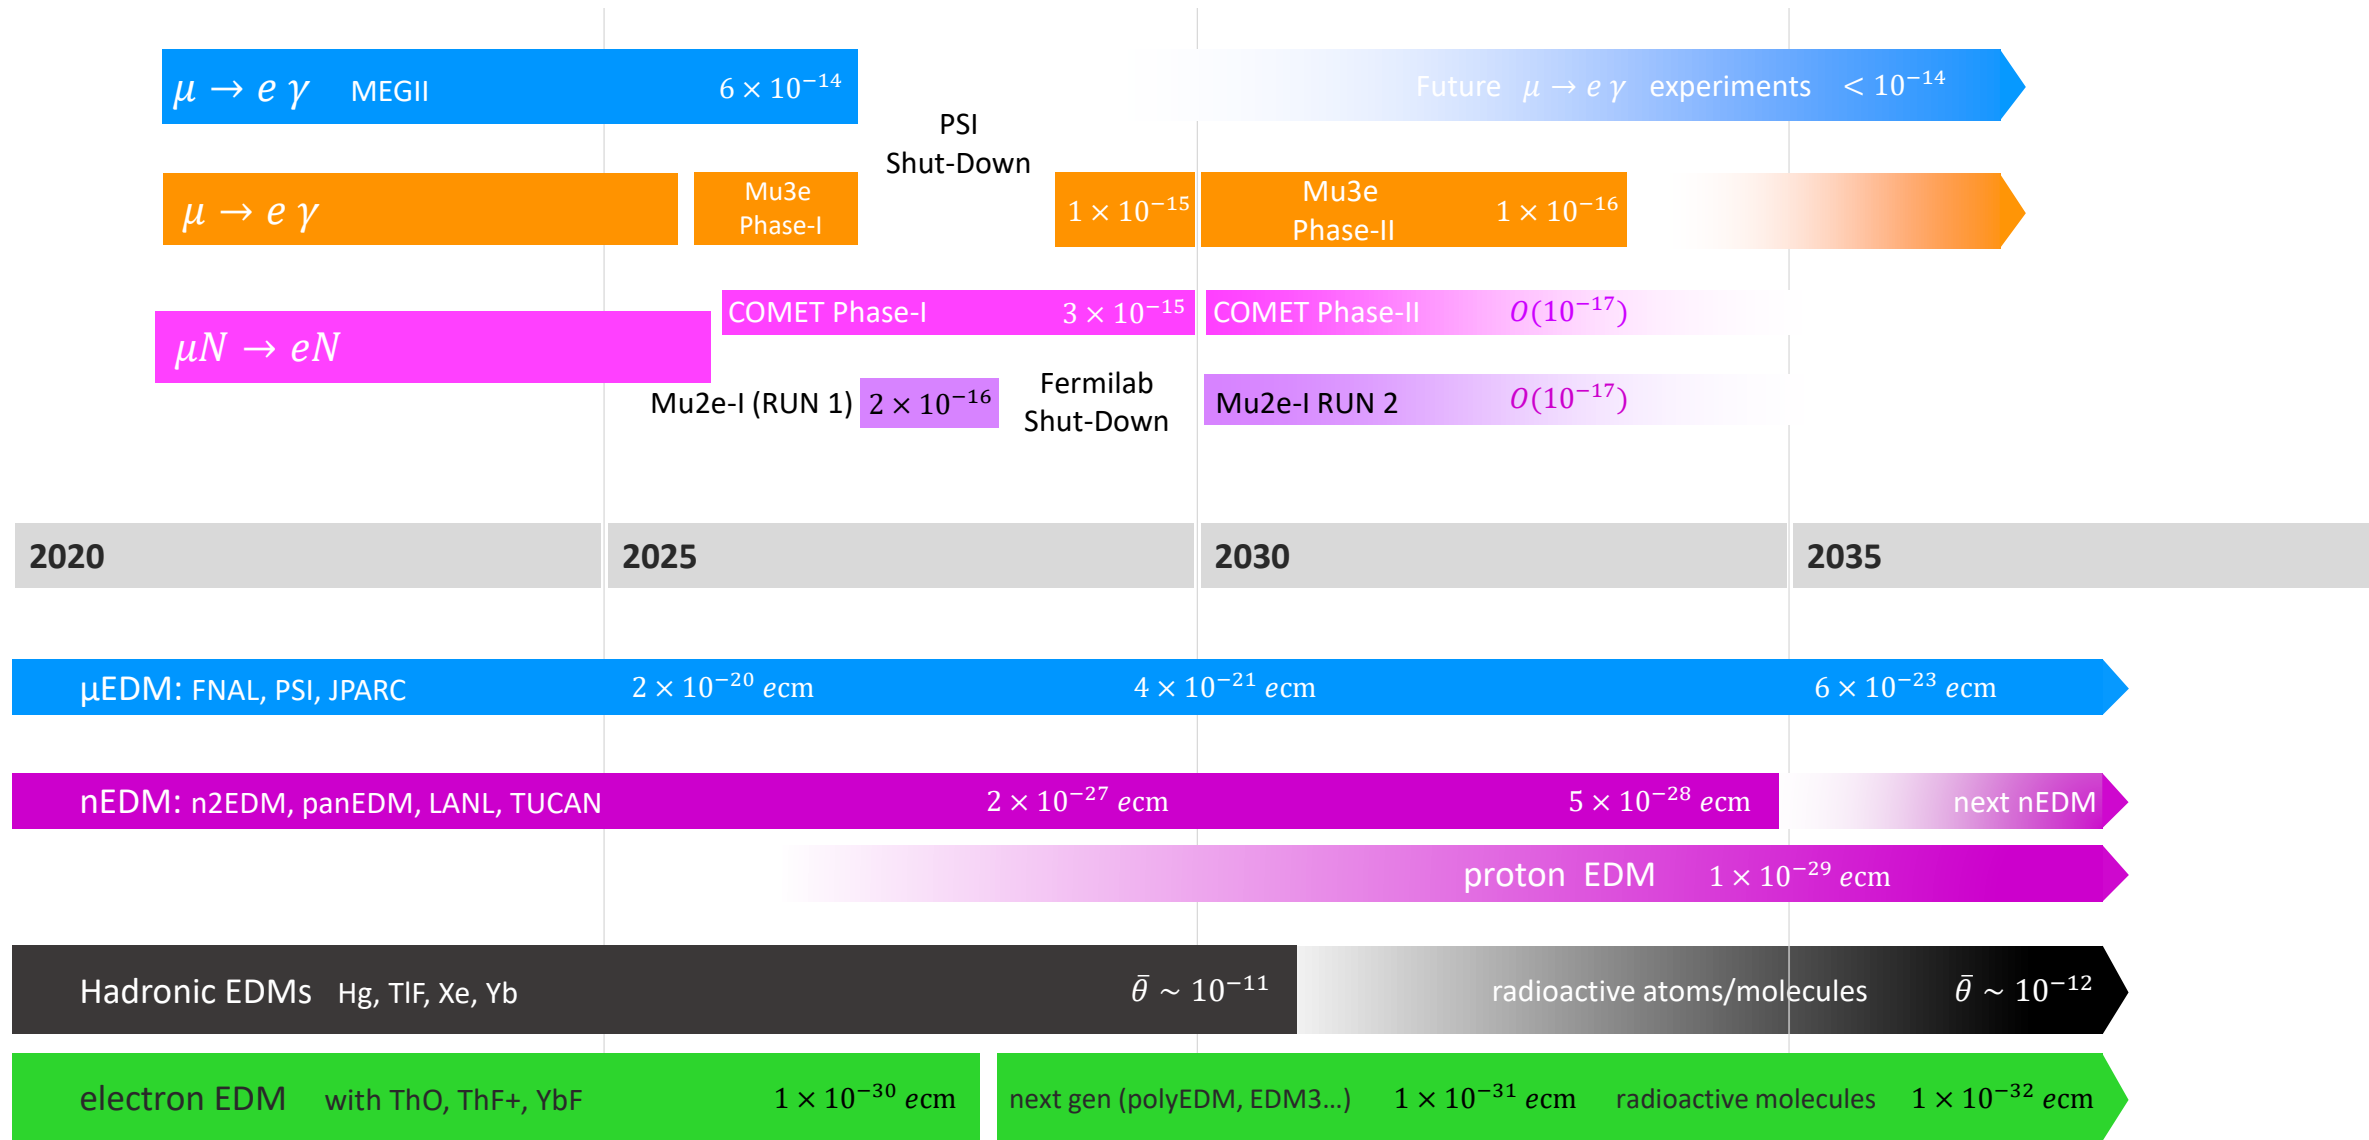 μ → e γ MEGII 6 × 10⁻¹⁴
Future μ → e γ experiments < 10⁻¹⁴
PSI
Shut-Down
μ → e γ
Mu3e
Phase-I
1 × 10⁻¹⁵
Mu3e
Phase-II
1 × 10⁻¹⁶
μN → eN
COMET Phase-I 3 × 10⁻¹⁵
COMET Phase-II O(10⁻¹⁷)
Mu2e-I (RUN 1) 2 × 10⁻¹⁶
Fermilab
Shut-Down
Mu2e-I RUN 2 O(10⁻¹⁷)
2020 2025 2030 2035
μEDM: FNAL, PSI, JPARC 2 × 10⁻²⁰ ecm 4 × 10⁻²¹ ecm 6 × 10⁻²³ ecm
nEDM: n2EDM, panEDM, LANL, TUCAN 2 × 10⁻²⁷ ecm 5 × 10⁻²⁸ ecm next nEDM
proton EDM 1 × 10⁻²⁹ ecm
Hadronic EDMs Hg, TlF, Xe, Yb θ̄ ~ 10⁻¹¹ radioactive atoms/molecules θ̄ ~ 10⁻¹²
electron EDM with ThO, ThF+, YbF 1 × 10⁻³⁰ ecm next gen (polyEDM, EDM3...) 1 × 10⁻³¹ ecm radioactive molecules 1 × 10⁻³² ecm